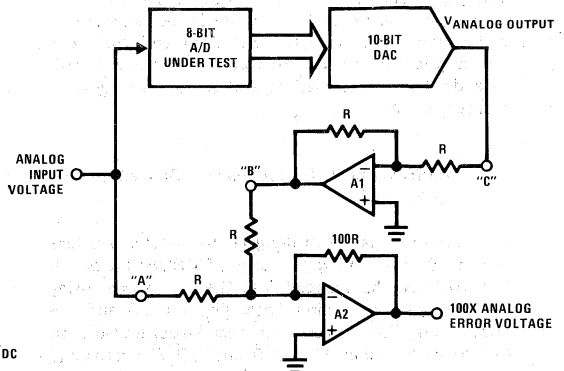 8-BIT
A/D
UNDER TEST
10-BIT
DAC
VANALOG OUTPUT
ANALOG
INPUT
VOLTAGE
R
R
"B"
A1
−
+
"C"
R
100R
"A"
R
A2
−
+
100X ANALOG
ERROR VOLTAGE
DC